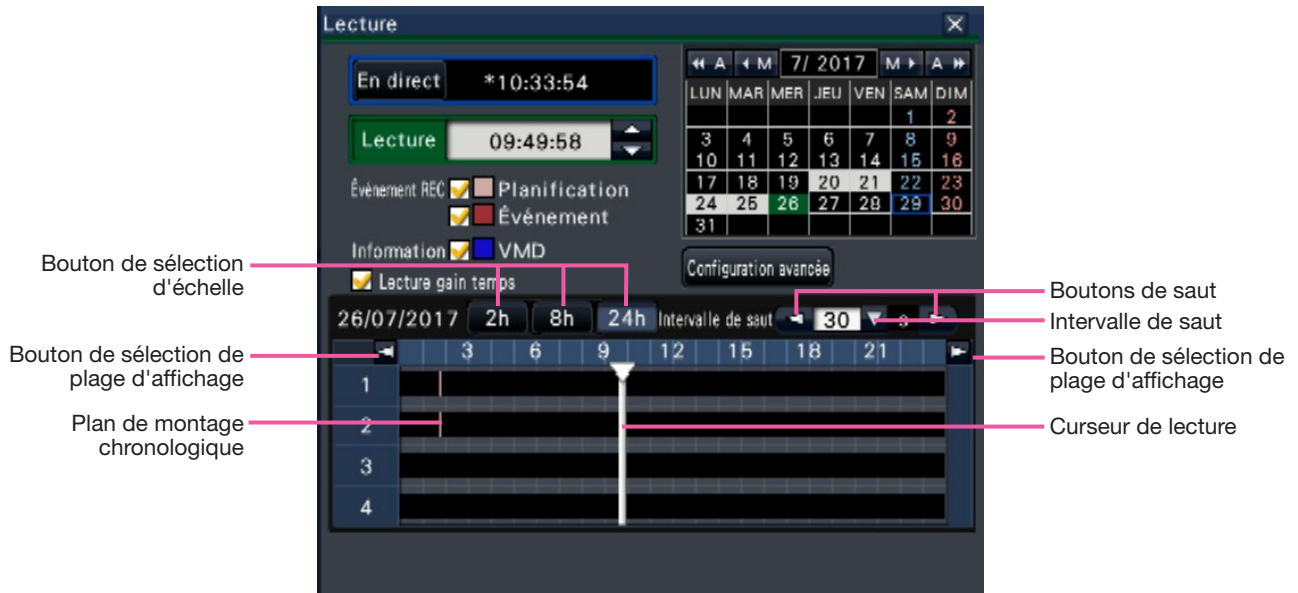 Lecture
En direct *10:33:54
Lecture 09:49:58
Évènement REC Planification
Événement
Information VMD
Lecture gain temps
A M 7/ 2017 M A
LUN MAR MER JEU VEN SAM DIM
1 2
3 4 5 6 7 8 9
10 11 12 13 14 15 16
17 18 19 20 21 22 23
24 25 26 27 28 29 30
31
Configuration avancée
Bouton de sélection
d'échelle
26/07/2017 2h 8h 24h Intervalle de saut 30 s
3 6 9 12 15 18 21
1
2
3
4
Bouton de sélection de
plage d'affichage
Plan de montage
chronologique
Boutons de saut
Intervalle de saut
Bouton de sélection de
plage d'affichage
Curseur de lecture